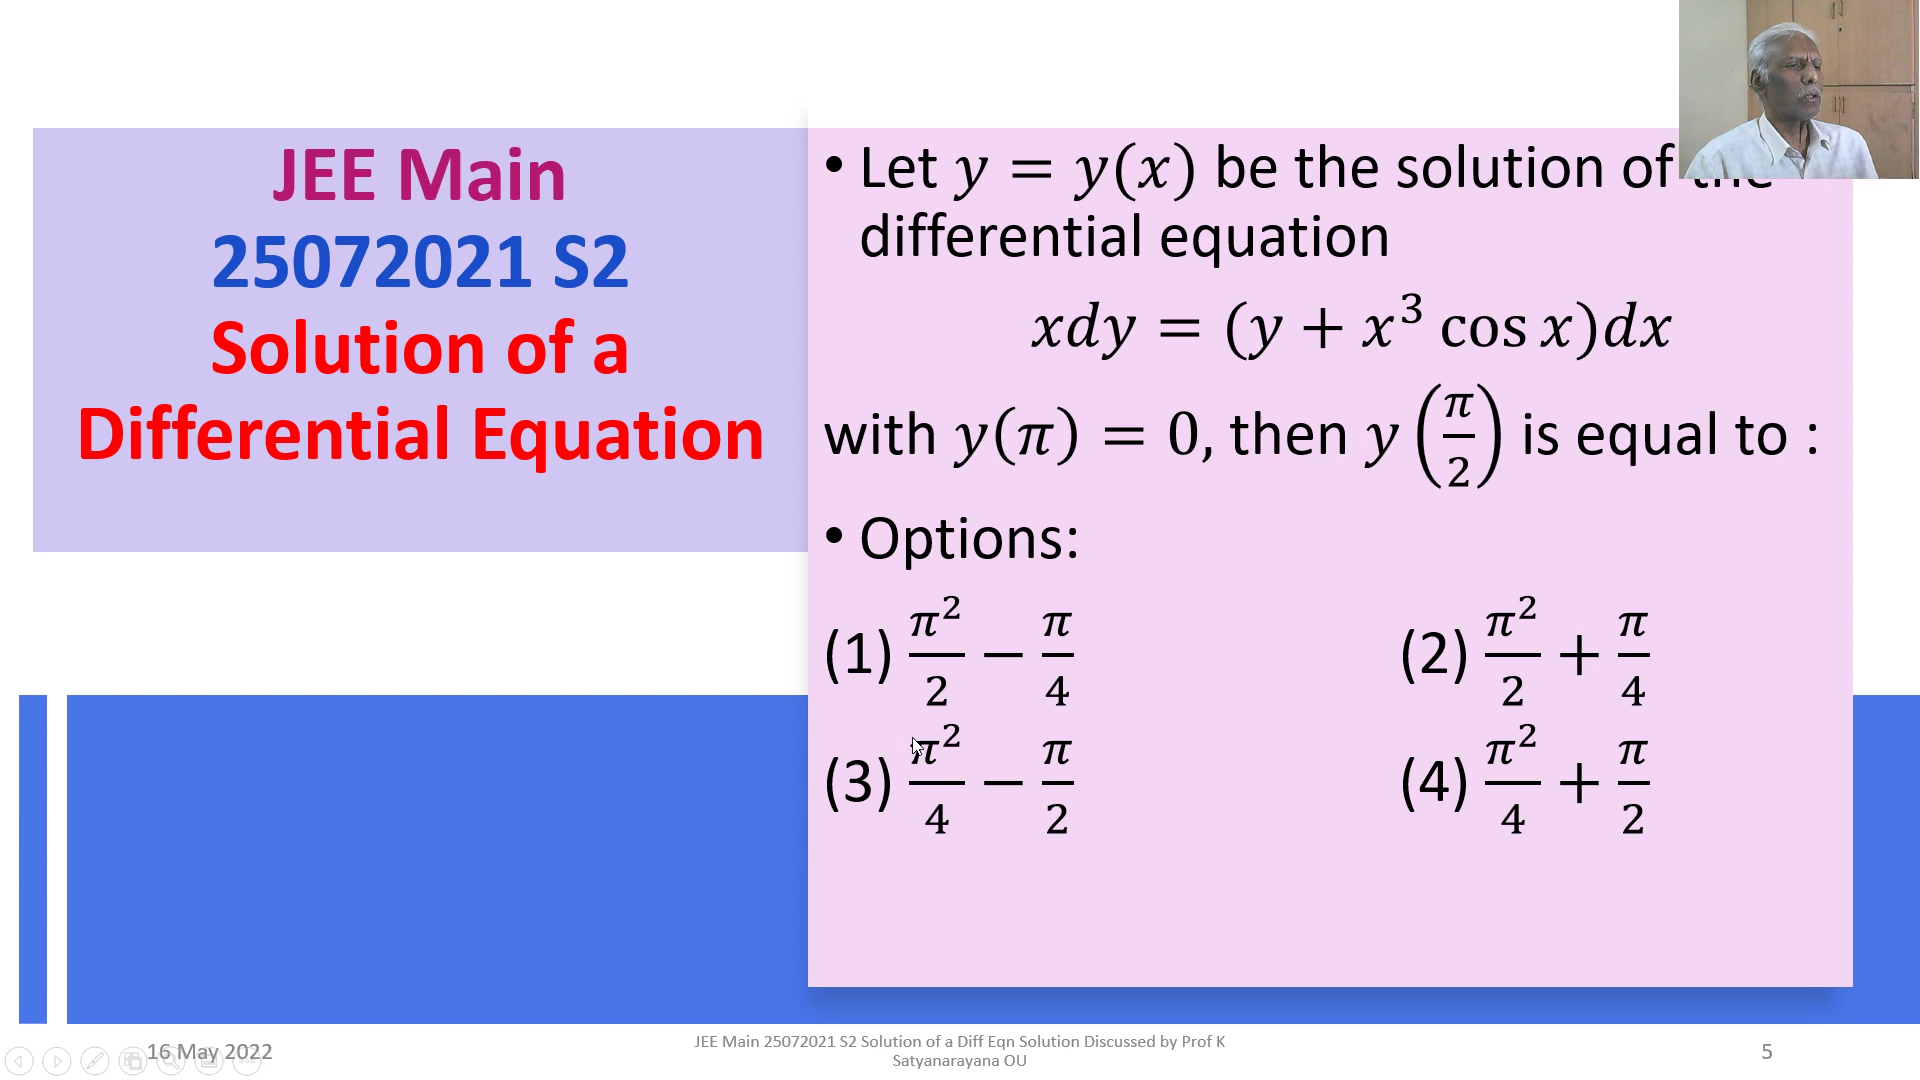 JEE Main
25072021 S2
Solution of a
Differential Equation
• Let y = y(x) be the solution of the
differential equation
xdy = (y + x³ cos x)dx
with y(π) = 0, then y(π/2) is equal to :
• Options:
(1) π²/2 − π/4 (2) π²/2 + π/4
(3) π²/4 − π/2 (4) π²/4 + π/2
16 May 2022
JEE Main 25072021 S2 Solution of a Diff Eqn Solution Discussed by Prof K
Satyanarayana OU
5